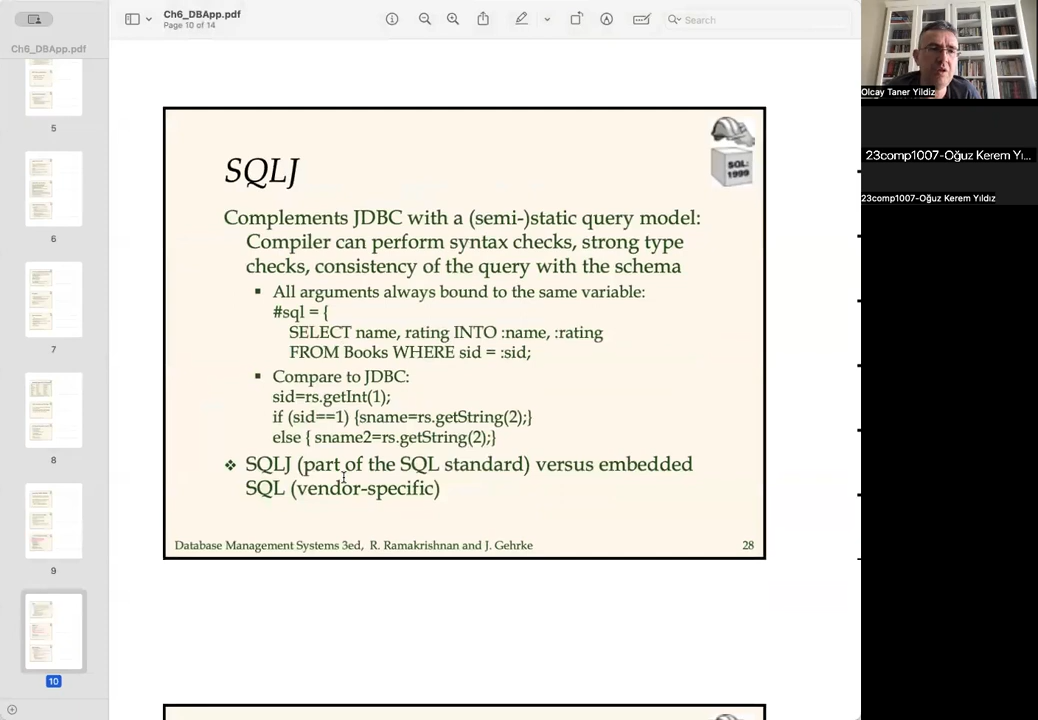 Ch6_DBApp.pdf
Page 10 of 14
Search
Ch6_DBApp.pdf
5
6
7
8
9
10
SQL:
1999
SQLJ
Complements JDBC with a (semi-)static query model:
Compiler can perform syntax checks, strong type
checks, consistency of the query with the schema
▪ All arguments always bound to the same variable:
#sql = {
SELECT name, rating INTO :name, :rating
FROM Books WHERE sid = :sid;
▪ Compare to JDBC:
sid=rs.getInt(1);
if (sid==1) {sname=rs.getString(2);}
else { sname2=rs.getString(2);}
❖ SQLJ (part of the SQL standard) versus embedded
SQL (vendor-specific)
Database Management Systems 3ed, R. Ramakrishnan and J. Gehrke
28
Olcay Taner Yildiz
23comp1007-Oğuz Kerem Yı...
23comp1007-Oğuz Kerem Yıldız